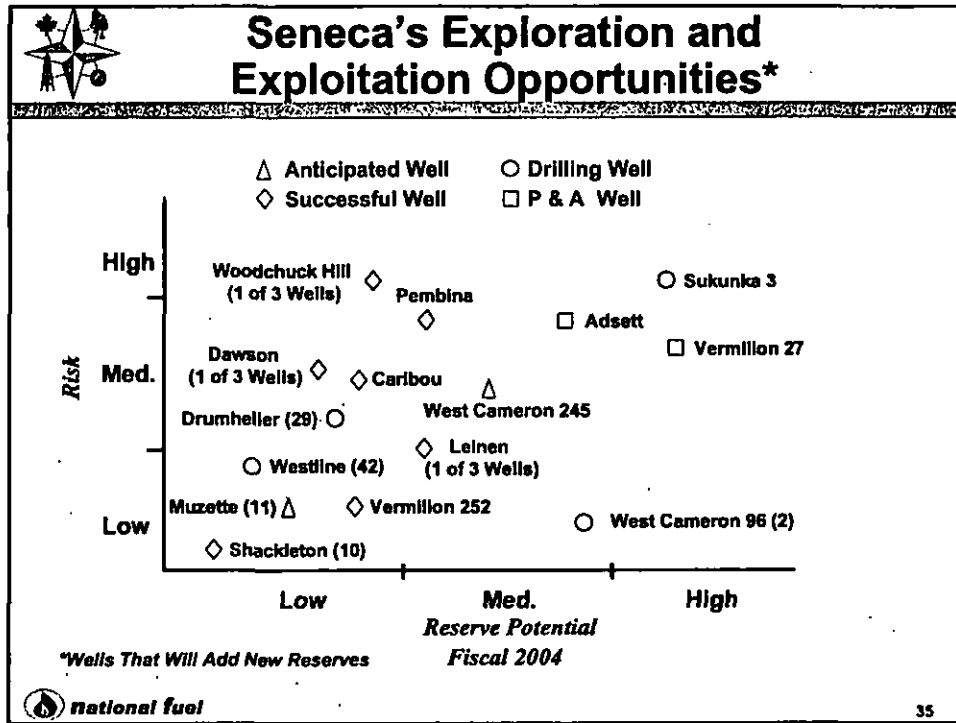 Seneca's Exploration and
Exploitation Opportunities*
Anticipated Well
Drilling Well
Successful Well
P & A Well
High
Woodchuck Hill
(1 of 3 Wells)
Pembina
Sukunka 3
Adsett
Vermilion 27
Risk
Med.
Dawson
(1 of 3 Wells)
Caribou
West Cameron 245
Drumheller (29)
Leinen
(1 of 3 Wells)
Westline (42)
Muzette (11)
Vermilion 252
Low
West Cameron 96 (2)
Shackleton (10)
Low
Med.
High
Reserve Potential
*Wells That Will Add New Reserves
Fiscal 2004
national fuel
35